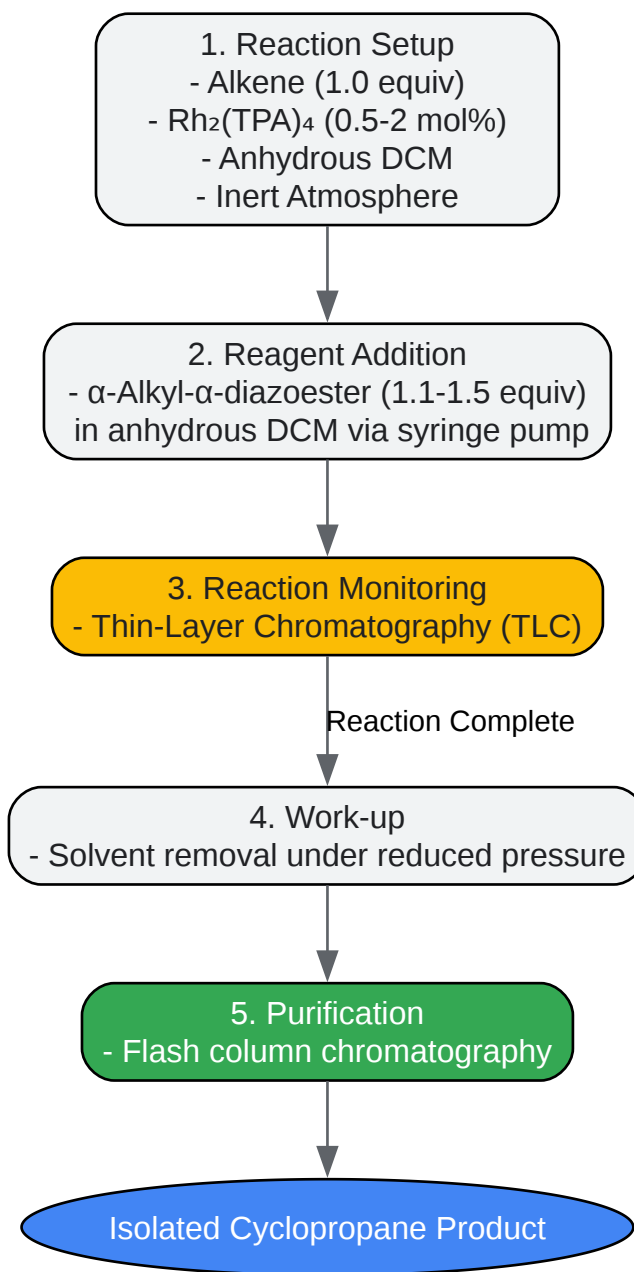 1. Reaction Setup
- Alkene (1.0 equiv)
- Rh₂(TPA)₄ (0.5-2 mol%)
- Anhydrous DCM
- Inert Atmosphere
2. Reagent Addition
- α-Alkyl-α-diazoester (1.1-1.5 equiv)
in anhydrous DCM via syringe pump
3. Reaction Monitoring
- Thin-Layer Chromatography (TLC)
Reaction Complete
4. Work-up
- Solvent removal under reduced pressure
5. Purification
- Flash column chromatography
Isolated Cyclopropane Product